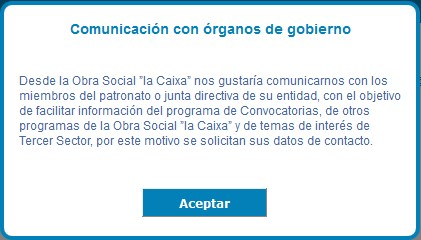 Comunicación con órganos de gobierno
Desde la Obra Social "la Caixa" nos gustaría comunicarnos con los
miembros del patronato o junta directiva de su entidad, con el objetivo
de facilitar información del programa de Convocatorias, de otros
programas de la Obra Social "la Caixa" y de temas de interés de
Tercer Sector, por este motivo se solicitan sus datos de contacto.
Aceptar